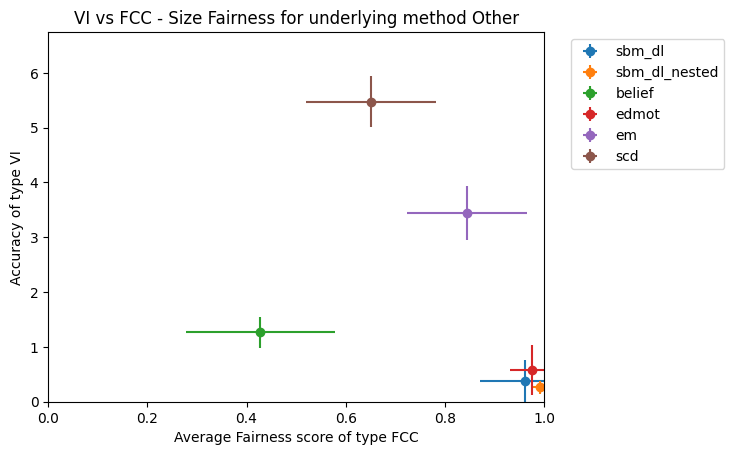 VI vs FCC - Size Fairness for underlying method Other
Accuracy of type VI
6
5
4
3
2
1
0
0.0 0.2 0.4 0.6 0.8 1.0
Average Fairness score of type FCC
sbm_dl
sbm_dl_nested
belief
edmot
em
scd